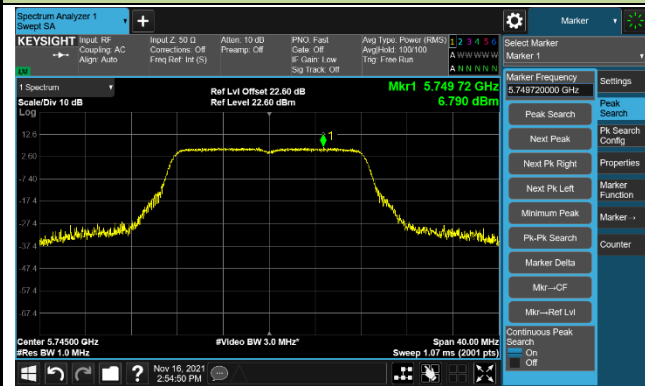 Spectrum Analyzer 1
Swept SA
Marker
KEYSIGHT
Input: RF
Coupling: AC
Align: Auto
Input Z: 50 Ω
Corrections: Off
Freq Ref: Int (S)
Atten: 10 dB
Preamp: Off
PNO: Fast
Gate: Off
IF Gain: Low
Sig Track: Off
Avg Type: Power (RMS)
Avg|Hold: 100/100
Trig: Free Run
1 2 3 4 5 6
A W W W W W
A N N N N N
LXI
Select Marker
Marker 1
1 Spectrum
Scale/Div 10 dB
Log
Ref Lvl Offset 22.60 dB
Ref Level 22.60 dBm
Mkr1 5.749 72 GHz
6.790 dBm
12.6
2.60
-7.40
-17.4
-27.4
-37.4
-47.4
-57.4
-67.4
1
Center 5.74500 GHz
#Res BW 1.0 MHz
#Video BW 3.0 MHz*
Span 40.00 MHz
Sweep 1.07 ms (2001 pts)
Marker Frequency
5.749720000 GHz
Peak Search
Next Peak
Next Pk Right
Next Pk Left
Minimum Peak
Pk-Pk Search
Marker Delta
Mkr→CF
Mkr→Ref Lvl
Continuous Peak
Search
On
Off
Settings
Peak
Search
Pk Search
Config
Properties
Marker
Function
Marker→
Counter
Nov 16, 2021
2:54:50 PM